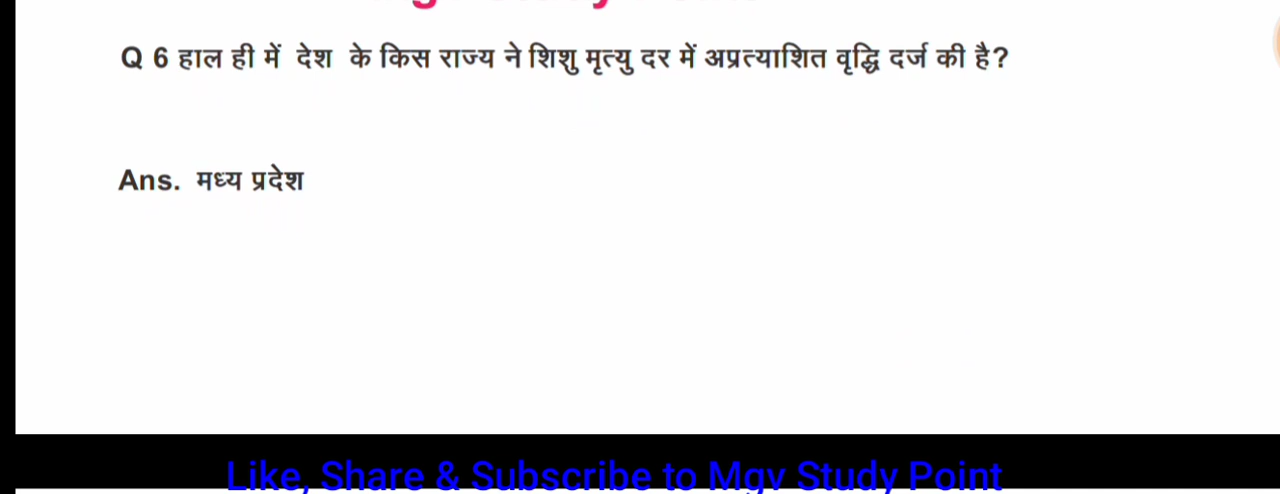 Q 6 हाल ही में देश के किस राज्य ने शिशु मृत्यु दर में अप्रत्याशित वृद्धि दर्ज की है?
Ans. मध्य प्रदेश
Like, Share & Subscribe to Mgv Study Point